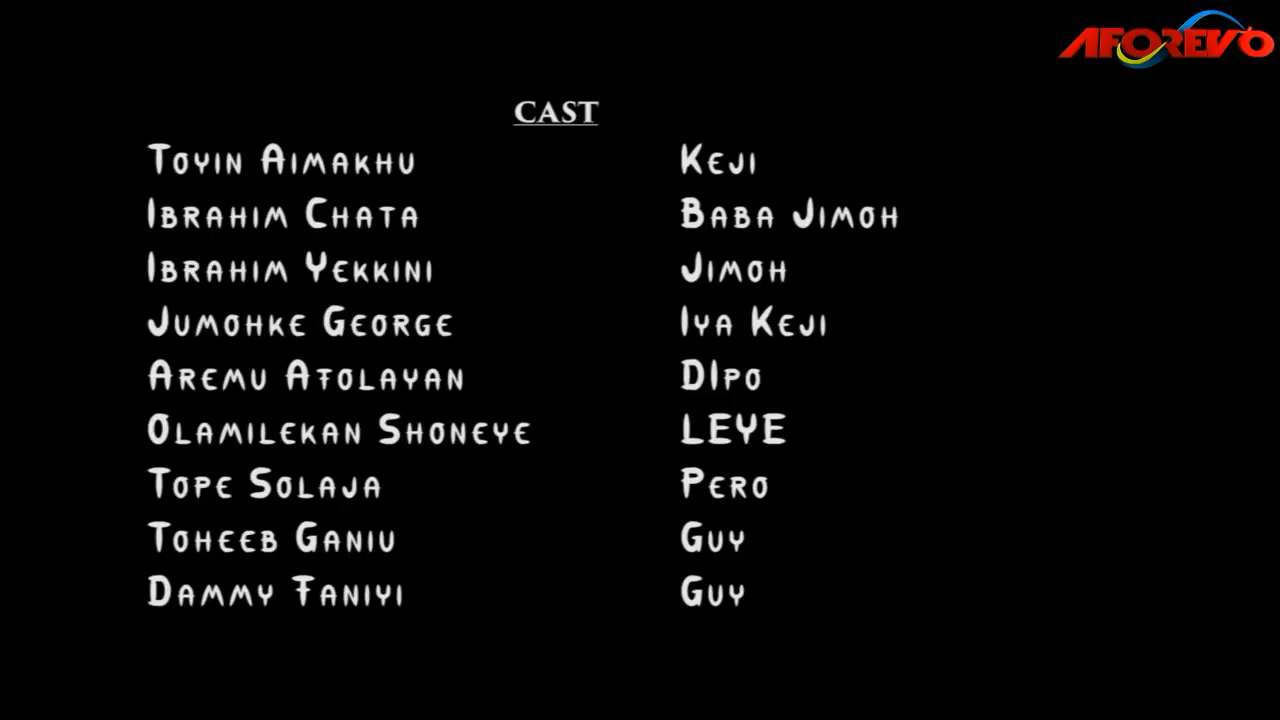 AFOREVO
CAST
Toyin Aimakhu Keji
Ibrahim Chata Baba Jimoh
Ibrahim Yekkini Jimoh
Jumohke George Iya Keji
Aremu Afolayan DIpo
Olamilekan Shoneye LEYE
Tope Solaja Pero
Toheeb Ganiu Guy
Dammy Faniyi Guy